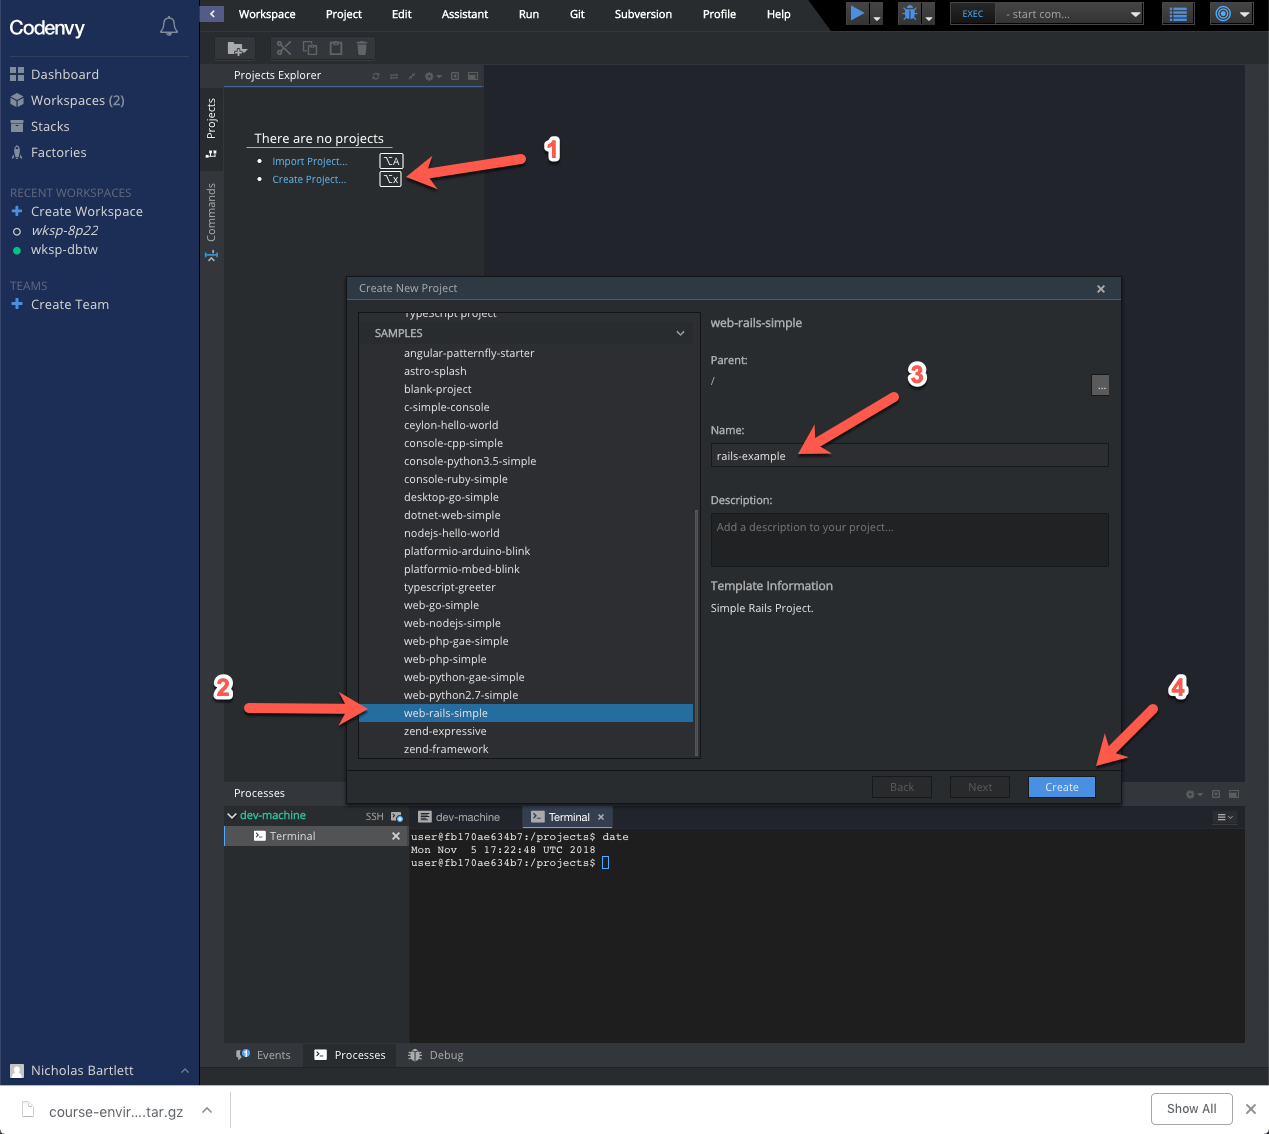 Codenvy
Dashboard
Workspaces (2)
Stacks
Factories
RECENT WORKSPACES
Create Workspace
wksp-8p22
wksp-dbtw
TEAMS
Create Team
Nicholas Bartlett
Workspace Project Edit Assistant Run Git Subversion Profile Help
EXEC - start com...
Projects Explorer
Projects
Commands
There are no projects
Import Project... ⌥A
Create Project... ⌥x
1
Create New Project
TypeScript project
SAMPLES
angular-patternfly-starter
astro-splash
blank-project
c-simple-console
ceylon-hello-world
console-cpp-simple
console-python3.5-simple
console-ruby-simple
desktop-go-simple
dotnet-web-simple
nodejs-hello-world
platformio-arduino-blink
platformio-mbed-blink
typescript-greeter
web-go-simple
web-nodejs-simple
web-php-gae-simple
web-php-simple
web-python-gae-simple
web-python2.7-simple
web-rails-simple
zend-expressive
zend-framework
2
web-rails-simple
Parent:
/
...
3
Name:
rails-example
Description:
Add a description to your project...
Template Information
Simple Rails Project.
4
Back Next Create
Processes
dev-machine SSH
Terminal
dev-machine Terminal
user@fb170ae634b7:/projects$ date
Mon Nov  5 17:22:48 UTC 2018
user@fb170ae634b7:/projects$
1 Events Processes Debug
course-envir....tar.gz
Show All